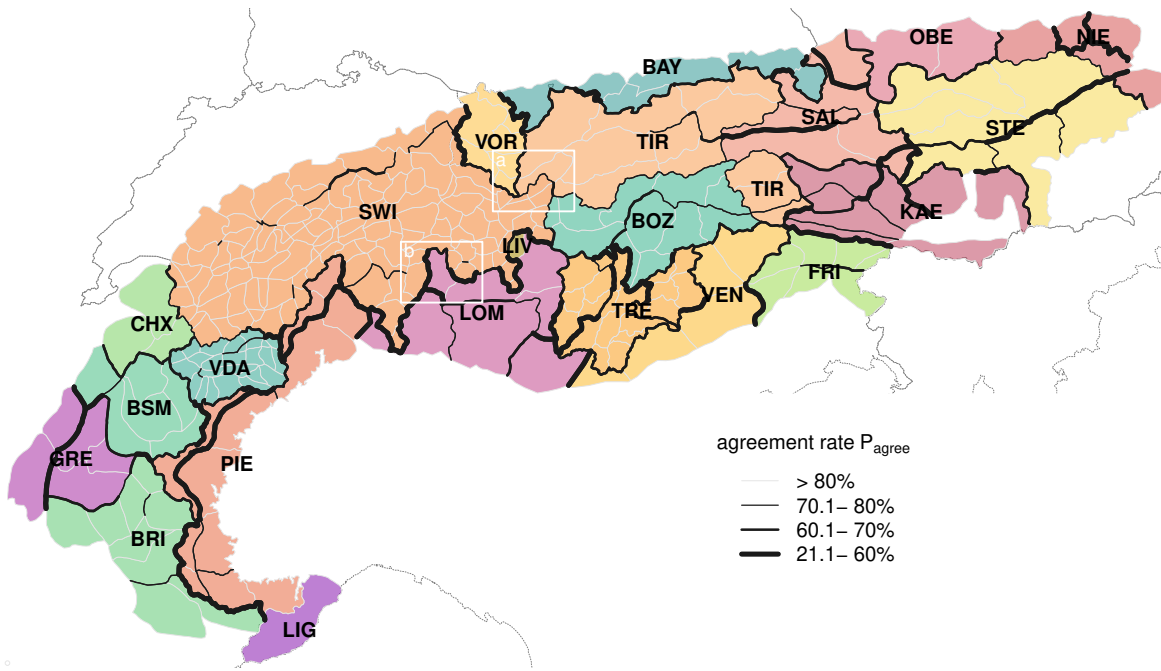 OBE
NIE
BAY
SAL
STE
VOR
TIR
a
TIR
SWI
BOZ
KAE
LIV
b
FRI
VEN
LOM
TRE
CHX
VDA
BSM
GRE
PIE
BRI
LIG
agreement rate Pagree
> 80%
70.1– 80%
60.1– 70%
21.1– 60%